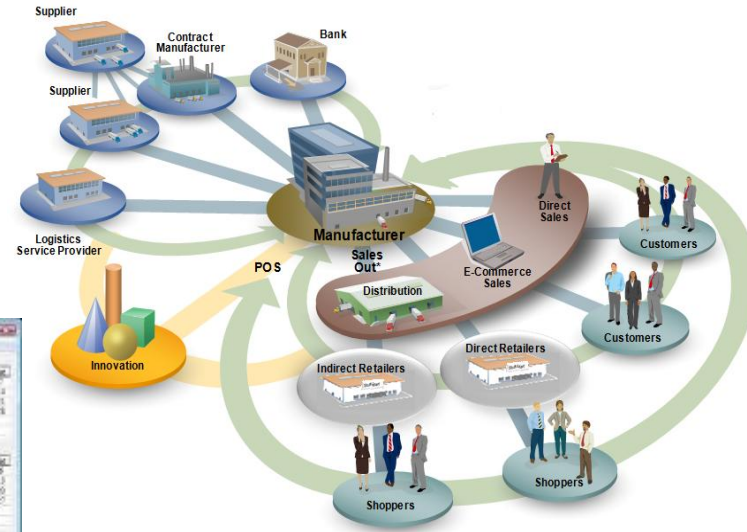 Supplier
Contract
Manufacturer
Bank
Supplier
Direct
Sales
Logistics
Service Provider
Manufacturer
Sales
Out*
POS
E-Commerce
Sales
Customers
Distribution
Innovation
Customers
Indirect Retailers
Direct Retailers
Shoppers
Shoppers